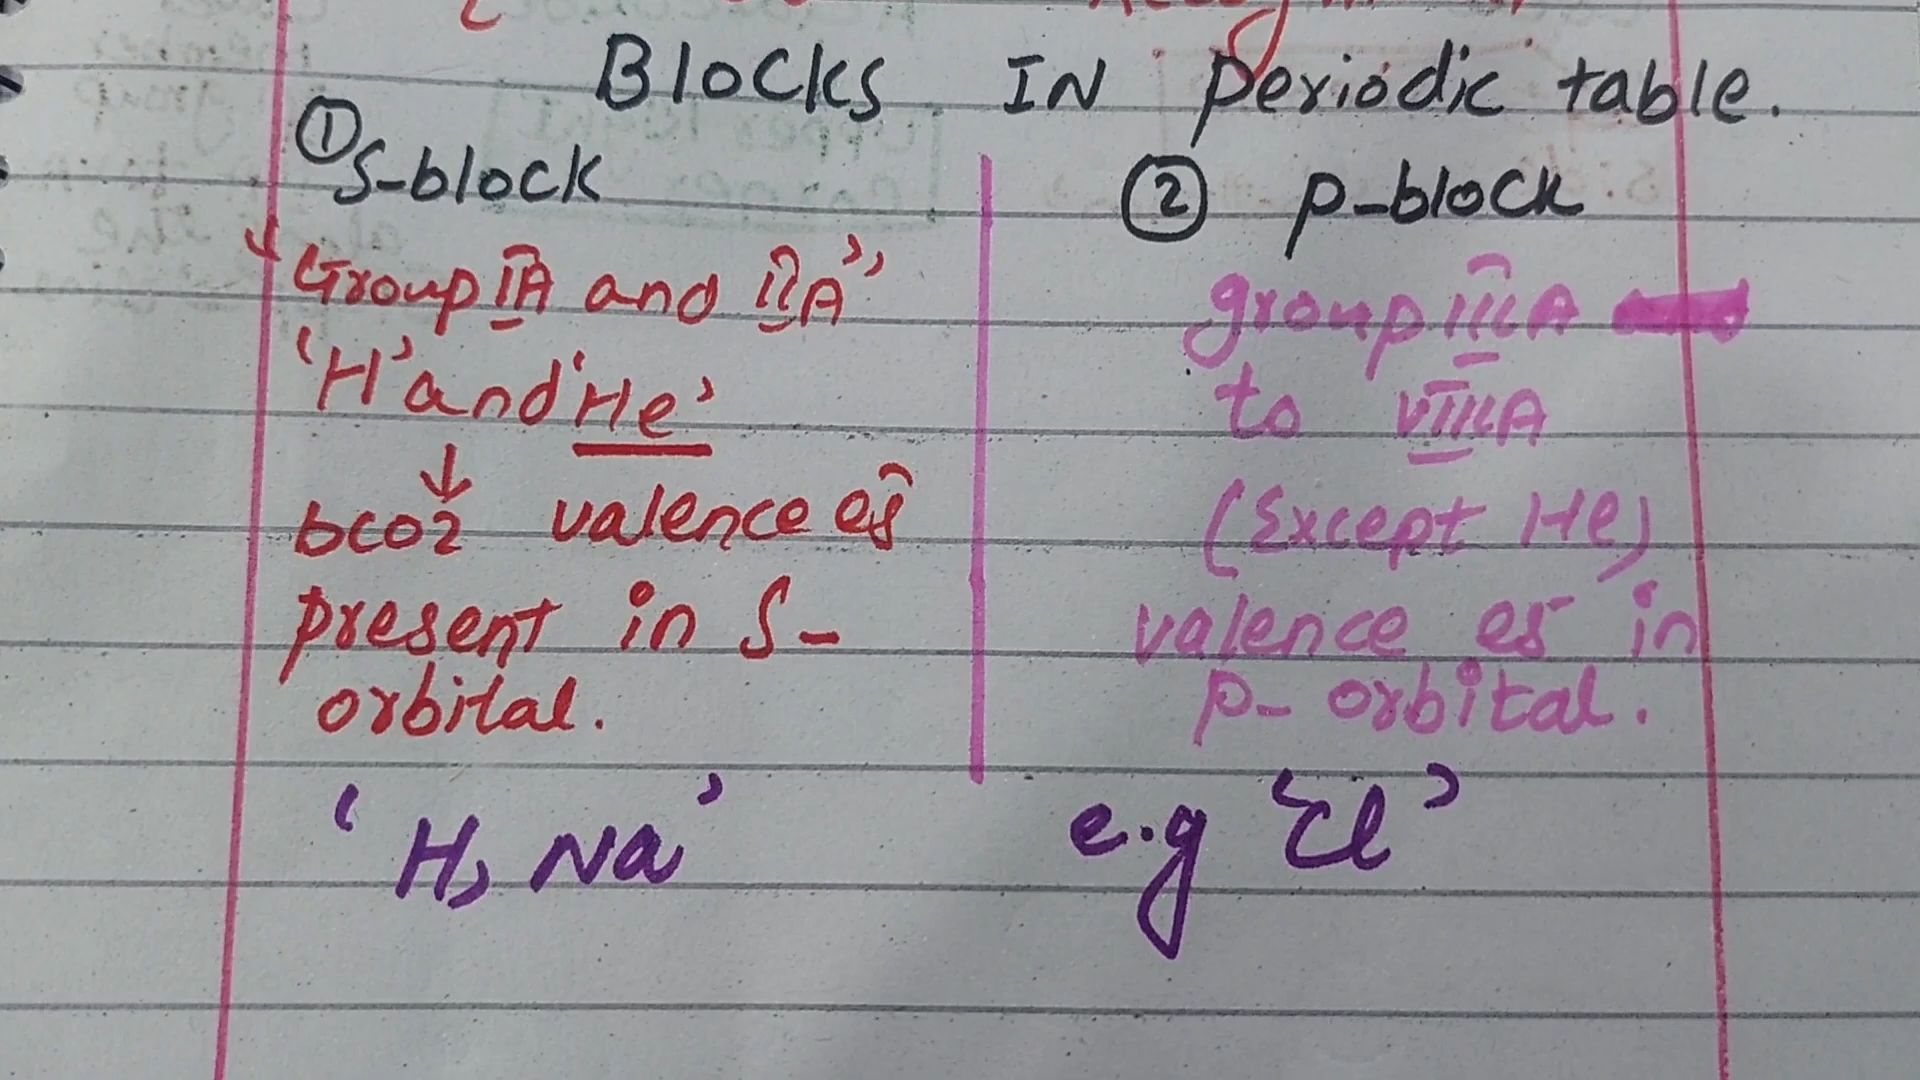 Blocks IN periodic table.
① S-block
Group IA and IIA"
'H' and 'He'
↓
bcoz valence es̄
present in S-
orbital.
'H, Na'
② p-block
group IIIA
to VIIIA
(Except He)
valence es̄ in
p- orbital.
e.g 'Cl'